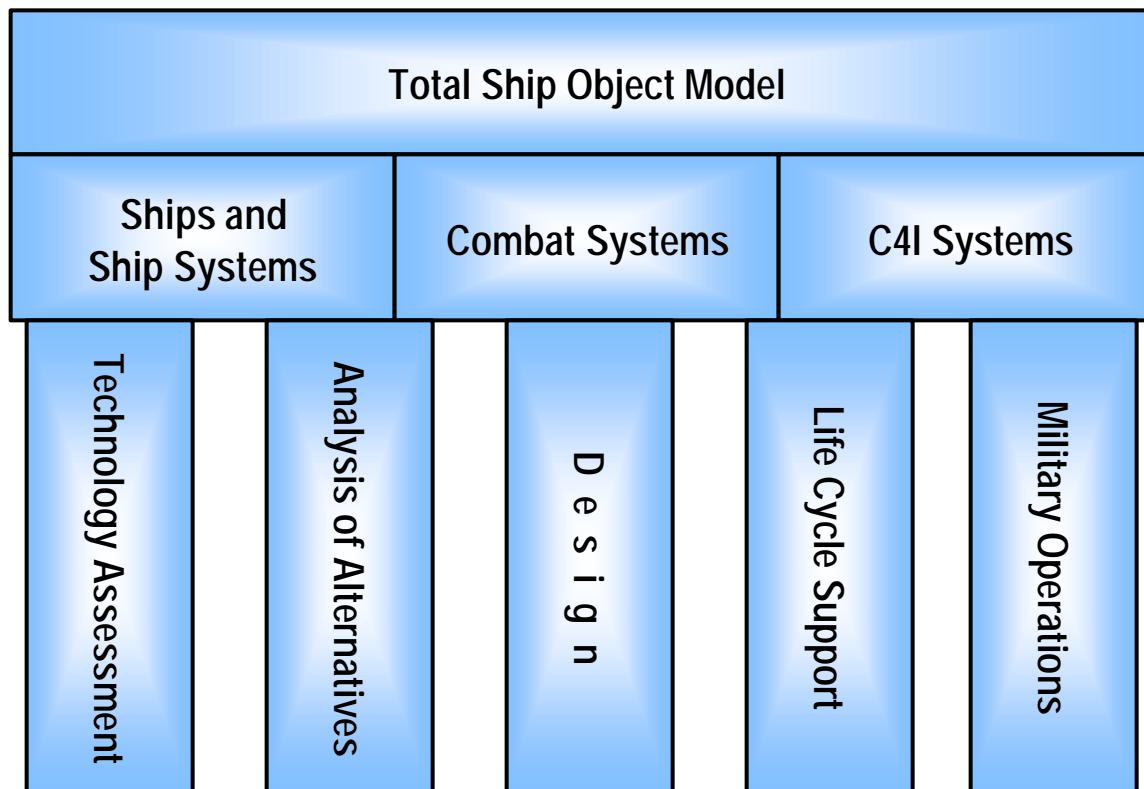 Total Ship Object Model
Ships and
Ship Systems
Combat Systems
C4I Systems
Technology Assessment
Analysis of Alternatives
Design
Life Cycle Support
Military Operations